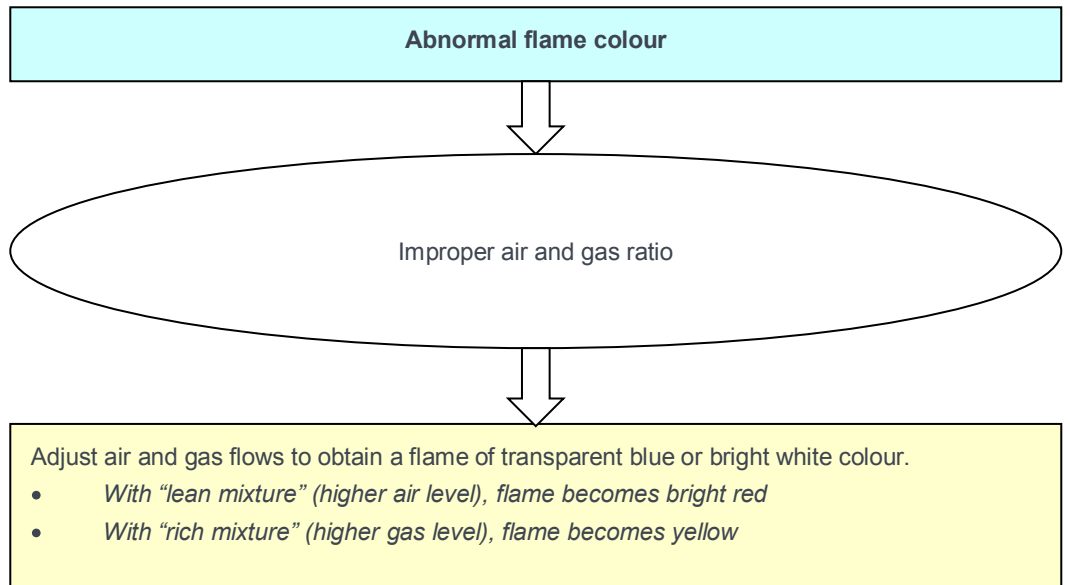 Abnormal flame colour
Improper air and gas ratio
Adjust air and gas flows to obtain a flame of transparent blue or bright white colour.
• With “lean mixture” (higher air level), flame becomes bright red
• With “rich mixture” (higher gas level), flame becomes yellow